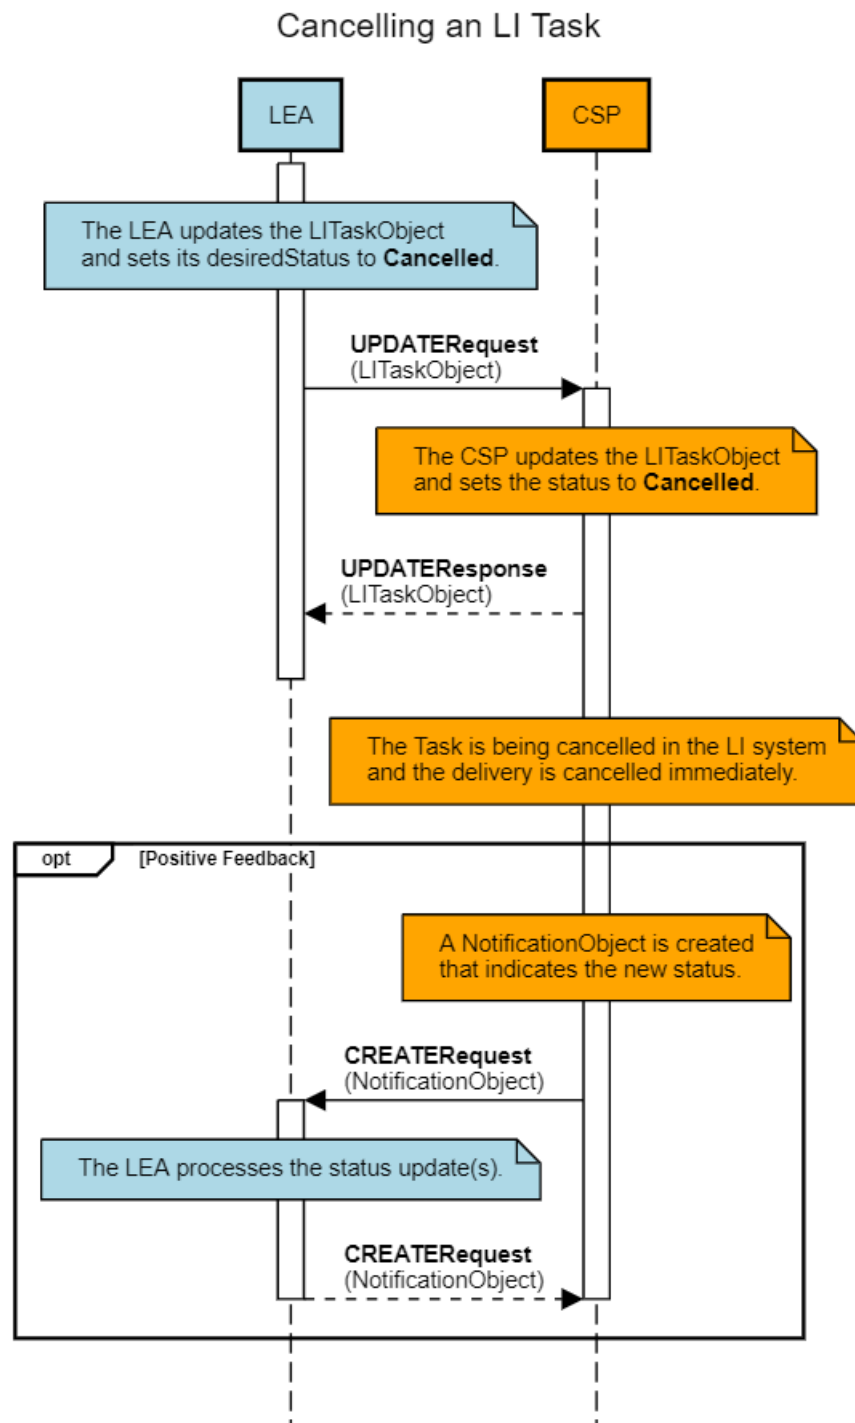 Cancelling an LI Task
LEA
CSP
The LEA updates the LITaskObject
and sets its desiredStatus to Cancelled.
UPDATERequest
(LITaskObject)
The CSP updates the LITaskObject
and sets the status to Cancelled.
UPDATEResponse
(LITaskObject)
The Task is being cancelled in the LI system
and the delivery is cancelled immediately.
opt
[Positive Feedback]
A NotificationObject is created
that indicates the new status.
CREATERequest
(NotificationObject)
The LEA processes the status update(s).
CREATERequest
(NotificationObject)